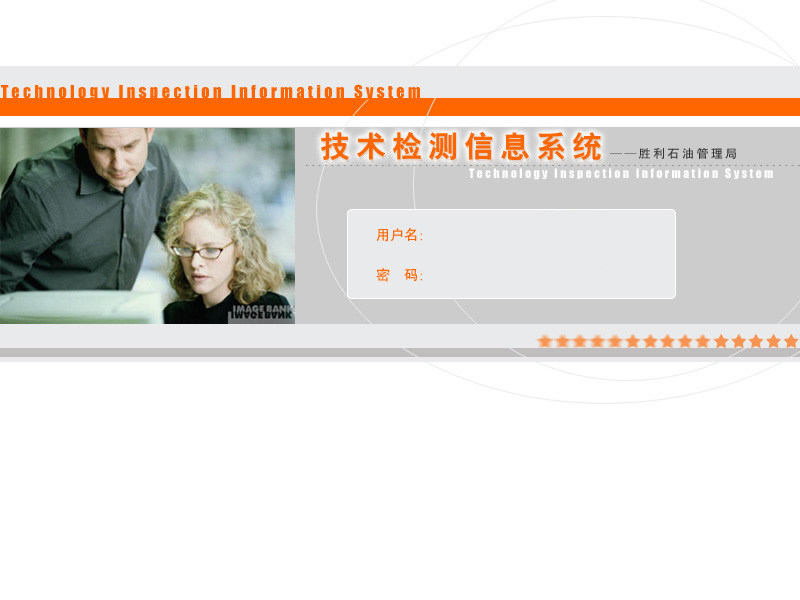 Technology Inspection Information System
技术检测信息系统 ——胜利石油管理局
Technology Inspection Information System
用户名:
密 码:
IMAGE BANK